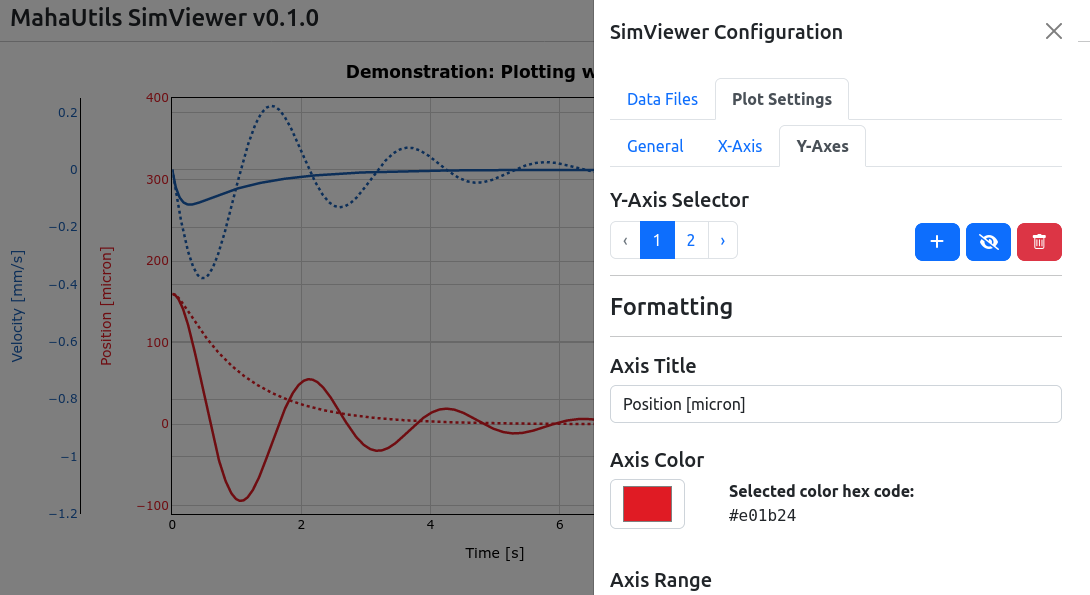 MahaUtils SimViewer v0.1.0
Demonstration: Plotting w
Velocity [mm/s]
0.2
0
−0.2
−0.4
−0.6
−0.8
−1
−1.2
Position [micron]
400
300
200
100
0
−100
0
2
4
6
Time [s]
SimViewer Configuration
Data Files
Plot Settings
General
X-Axis
Y-Axes
Y-Axis Selector
‹ 1 2 ›
Formatting
Axis Title
Position [micron]
Axis Color
Selected color hex code:
#e01b24
Axis Range